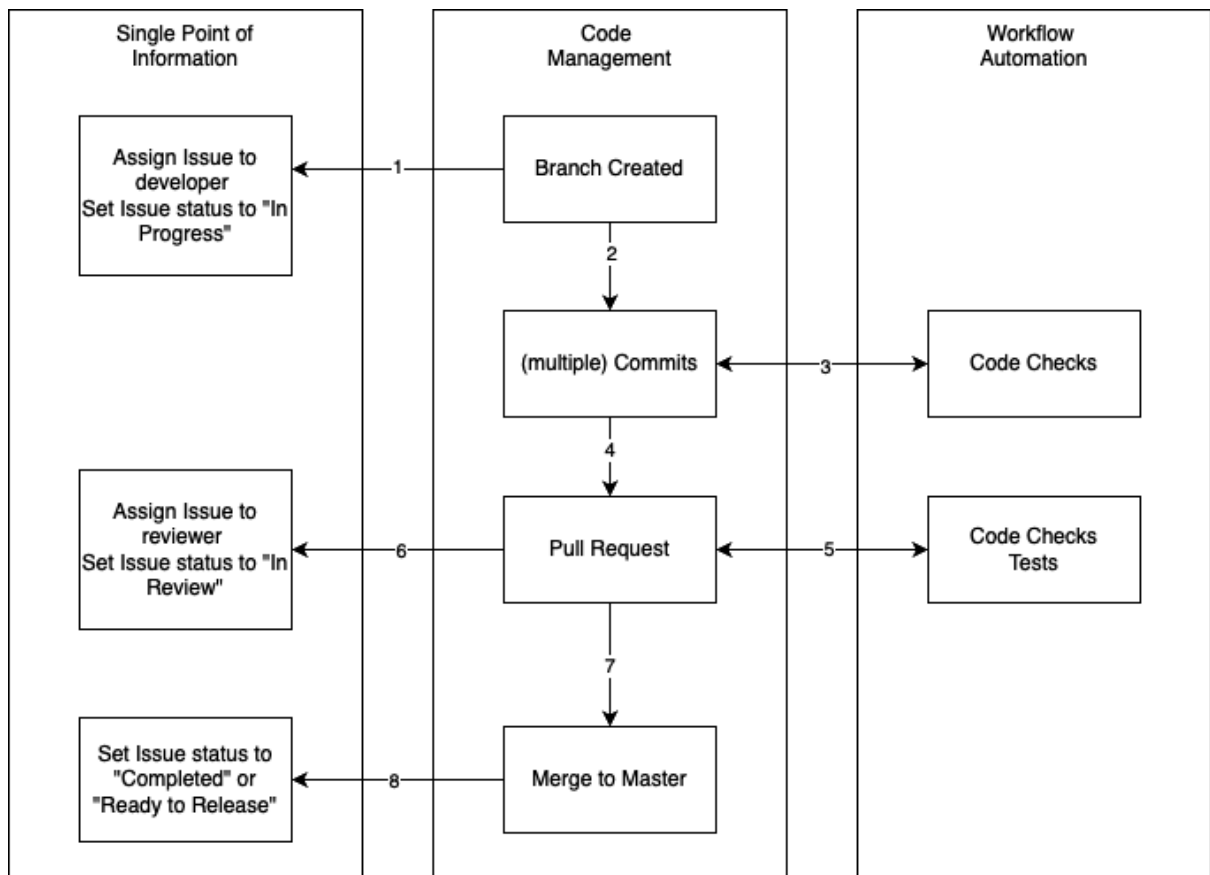 Single Point of
Information
Code
Management
Workflow
Automation
Assign Issue to
developer
Set Issue status to "In
Progress"
1
Branch Created
2
(multiple) Commits
3
Code Checks
4
Assign Issue to
reviewer
Set Issue status to "In
Review"
6
Pull Request
5
Code Checks
Tests
7
Set Issue status to
"Completed" or
"Ready to Release"
8
Merge to Master